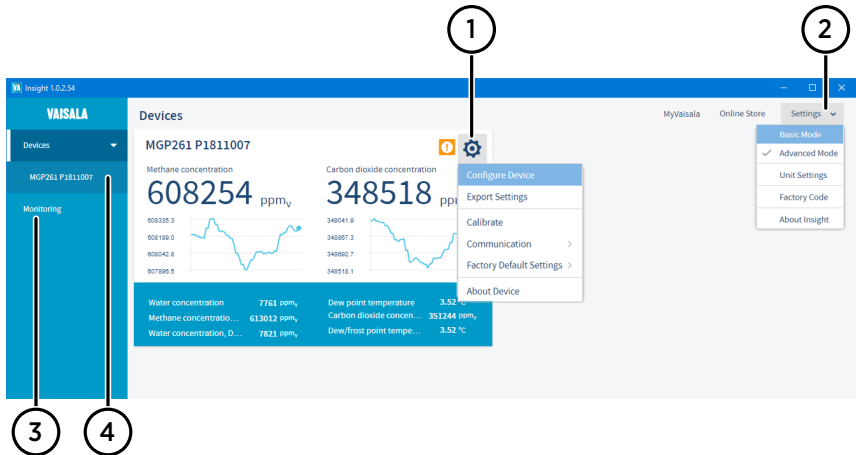 1
2
VA Insight 1.0.2.54
VAISALA
Devices
MyVaisala Online Store Settings
Devices
MGP261 P1811007
Monitoring
MGP261 P1811007
Methane concentration
608254 ppmv
608335.3
608189.0
608042.8
607896.5
Carbon dioxide concentration
348518
349041.9
348867.3
348692.7
348518.1
Water concentration 7761 ppmv
Methane concentratio... 613012 ppmv
Water concentration, D... 7821 ppmv
Dew point temperature 3.52 °C
Carbon dioxide concen... 351244 ppmv
Dew/frost point tempe... 3.52 °C
Configure Device
Export Settings
Calibrate
Communication
Factory Default Settings
About Device
Basic Mode
Advanced Mode
Unit Settings
Factory Code
About Insight
3
4